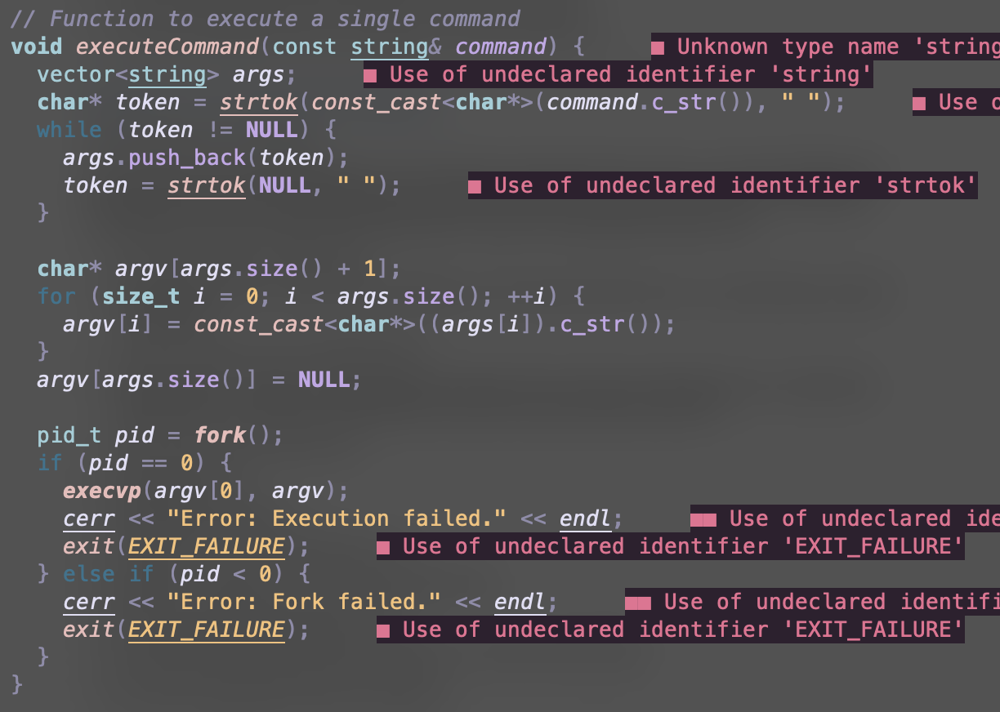 // Function to execute a single command
void executeCommand(const string& command) {     ■ Unknown type name 'string
  vector<string> args;     ■ Use of undeclared identifier 'string'
  char* token = strtok(const_cast<char*>(command.c_str()), " ");     ■ Use o
  while (token != NULL) {
    args.push_back(token);
    token = strtok(NULL, " ");     ■ Use of undeclared identifier 'strtok'
  }

  char* argv[args.size() + 1];
  for (size_t i = 0; i < args.size(); ++i) {
    argv[i] = const_cast<char*>((args[i]).c_str());
  }
  argv[args.size()] = NULL;

  pid_t pid = fork();
  if (pid == 0) {
    execvp(argv[0], argv);
    cerr << "Error: Execution failed." << endl;     ■■ Use of undeclared ide
    exit(EXIT_FAILURE);     ■ Use of undeclared identifier 'EXIT_FAILURE'
  } else if (pid < 0) {
    cerr << "Error: Fork failed." << endl;     ■■ Use of undeclared identifi
    exit(EXIT_FAILURE);     ■ Use of undeclared identifier 'EXIT_FAILURE'
  }
}